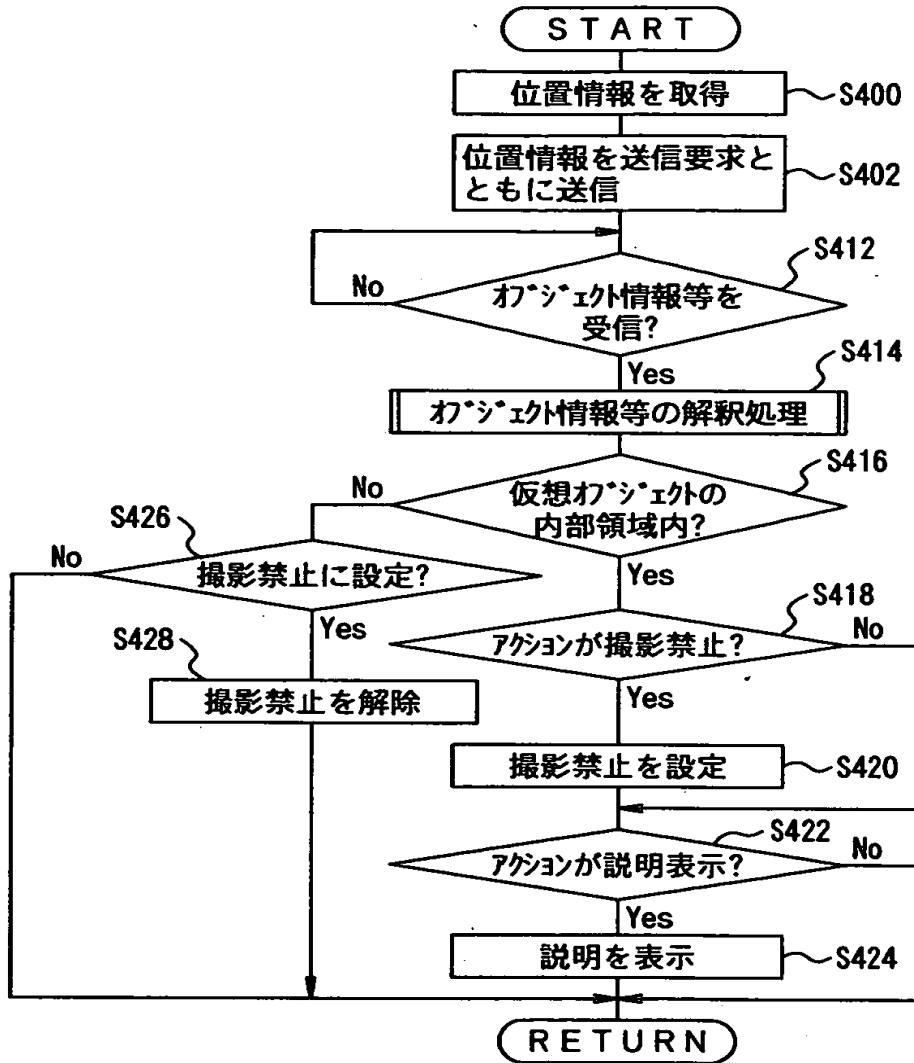 START
位置情報を取得
S400
位置情報を送信要求と
ともに送信
S402
S412
No
ｵﾌﾞｼﾞｪｸﾄ情報等を
受信?
Yes
S414
ｵﾌﾞｼﾞｪｸﾄ情報等の解釈処理
S416
No
仮想ｵﾌﾞｼﾞｪｸﾄの
内部領域内?
Yes
S426
No
撮影禁止に設定?
Yes
S418
No
ｱｸｼｮﾝが撮影禁止?
Yes
S428
撮影禁止を解除
撮影禁止を設定
S420
S422
No
ｱｸｼｮﾝが説明表示?
Yes
説明を表示
S424
RETURN